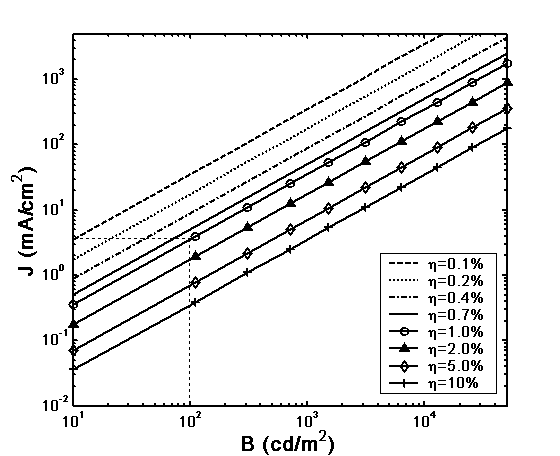 J (mA/cm²)
10³
10²
10¹
10⁰
10⁻¹
10⁻²
10¹ 10² 10³ 10⁴
B (cd/m²)
η=0.1%
η=0.2%
η=0.4%
η=0.7%
η=1.0%
η=2.0%
η=5.0%
η=10%